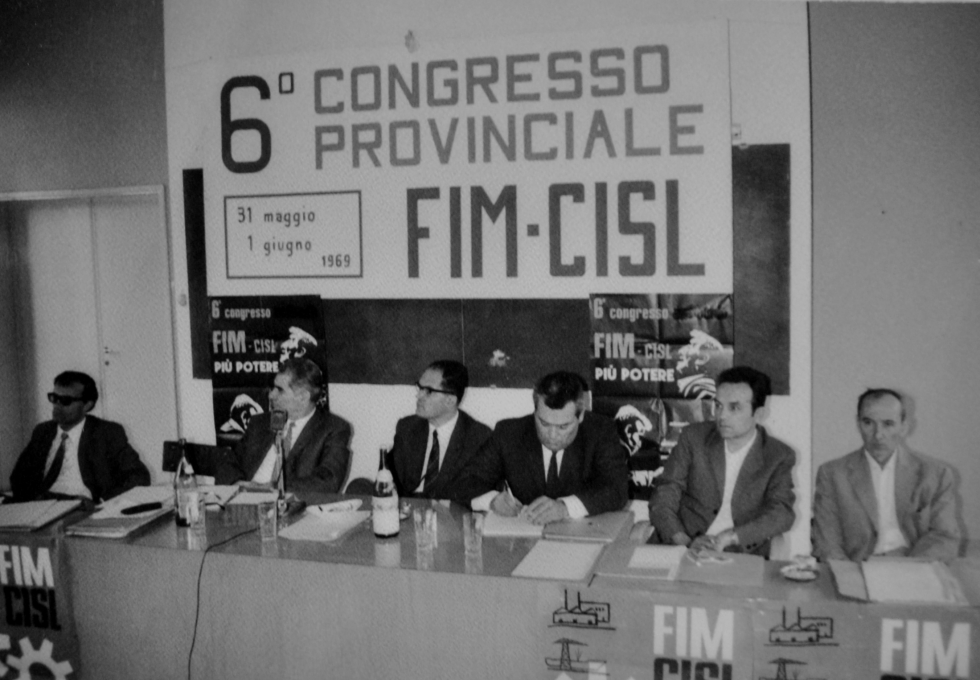 6° CONGRESSO
PROVINCIALE
FIM-CISL
31 maggio
1 giugno
1969
6° congresso
FIM-CISL
PIÙ POTERE
6° congresso
FIM-CISL
PIÙ POTERE
FIM
CISL
FIM
CISL
FIM